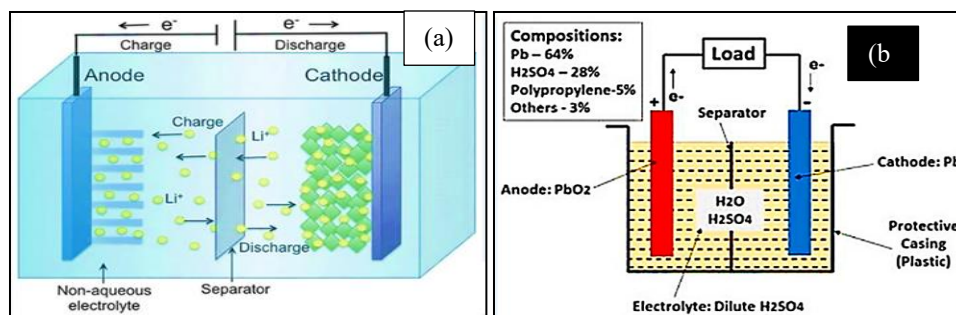 e-
e-
(a)
Charge
Discharge
Anode
Cathode
Charge
Li+
Li+
Discharge
Non-aqueous
electrolyte
Separator
Compositions:
Pb – 64%
H2SO4 – 28%
Polypropylene-5%
Others - 3%
Load
(b)
e-
e-
+
-
Separator
Anode: PbO2
Cathode: Pb
H2O
H2SO4
Protective
Casing
(Plastic)
Electrolyte: Dilute H2SO4